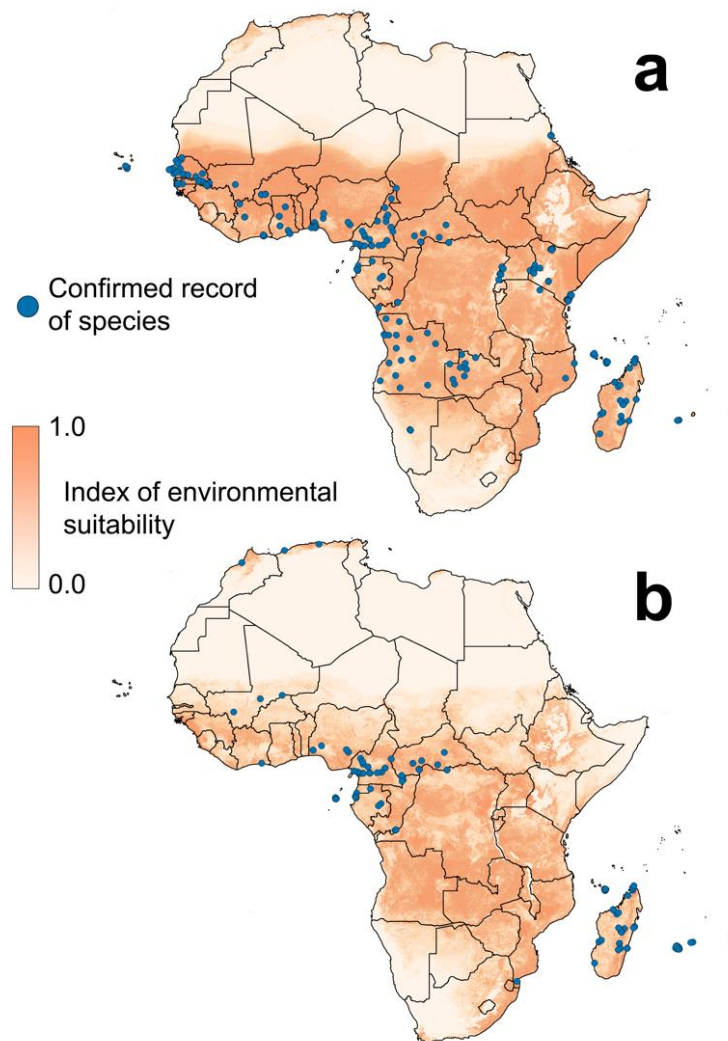 a
Confirmed record
of species
1.0
Index of environmental
suitability
0.0
b